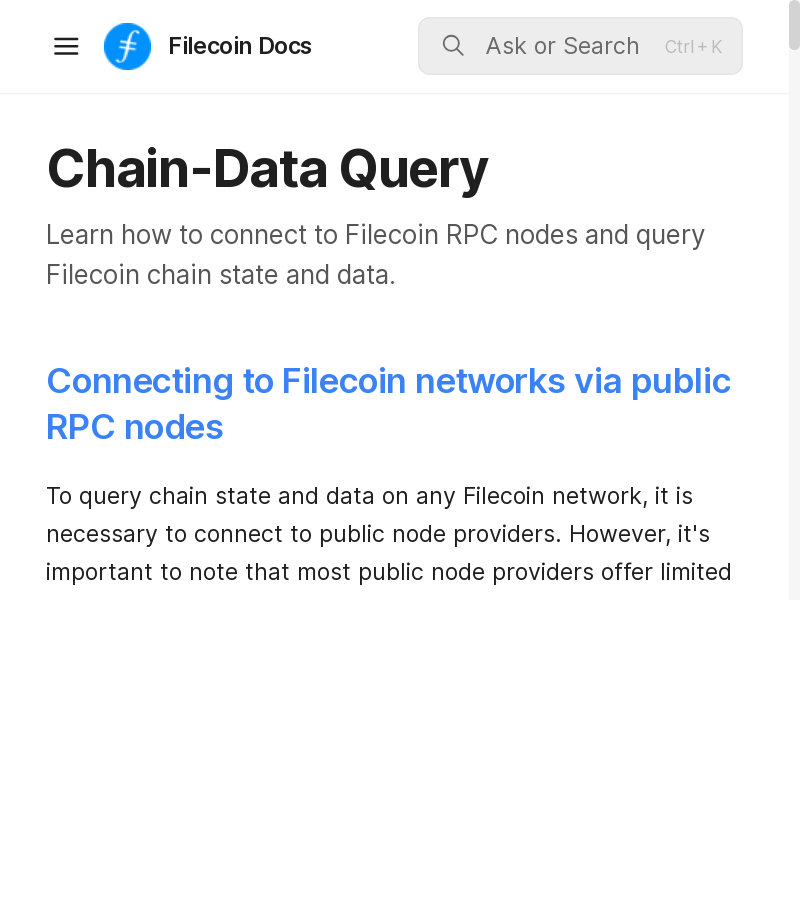 Filecoin Docs
Ask or Search
Ctrl + K
Chain-Data Query
Learn how to connect to Filecoin RPC nodes and query
Filecoin chain state and data.
Connecting to Filecoin networks via public
RPC nodes
To query chain state and data on any Filecoin network, it is
necessary to connect to public node providers. However, it's
important to note that most public node providers offer limited